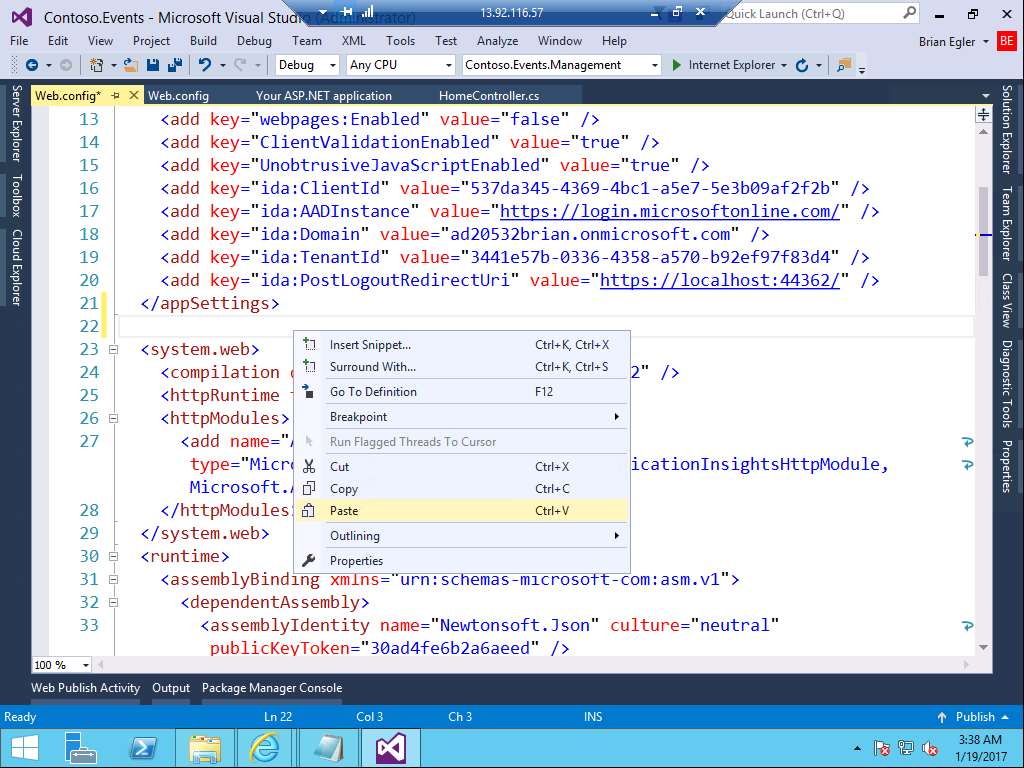 Contoso.Events - Microsoft Visual Studio (Administrator)
13.92.116.57
Quick Launch (Ctrl+Q)
File Edit View Project Build Debug Team XML Tools Test Analyze Window Help
Brian Egler
BE
Debug Any CPU Contoso.Events.Management Internet Explorer
Web.config* Web.config Your ASP.NET application HomeController.cs
Server Explorer
Toolbox
Cloud Explorer
13 <add key="webpages:Enabled" value="false" />
14 <add key="ClientValidationEnabled" value="true" />
15 <add key="UnobtrusiveJavaScriptEnabled" value="true" />
16 <add key="ida:ClientId" value="537da345-4369-4bc1-a5e7-5e3b09af2f2b" />
17 <add key="ida:AADInstance" value="https://login.microsoftonline.com/" />
18 <add key="ida:Domain" value="ad20532brian.onmicrosoft.com" />
19 <add key="ida:TenantId" value="3441e57b-0336-4358-a570-b92ef97f83d4" />
20 <add key="ida:PostLogoutRedirectUri" value="https://localhost:44362/" />
21 </appSettings>
22
23 <system.web>
24 <compilation 2" />
25 <httpRuntime
26 <httpModules>
27 <add name="
type="Micr icationInsightsHttpModule,
Microsoft.
28 </httpModules
29 </system.web>
30 <runtime>
31 <assemblyBinding xmlns="urn:schemas-microsoft-com:asm.v1">
32 <dependentAssembly>
33 <assemblyIdentity name="Newtonsoft.Json" culture="neutral"
publicKeyToken="30ad4fe6b2a6aeed" />
Insert Snippet... Ctrl+K, Ctrl+X
Surround With... Ctrl+K, Ctrl+S
Go To Definition F12
Breakpoint
Run Flagged Threads To Cursor
Cut Ctrl+X
Copy Ctrl+C
Paste Ctrl+V
Outlining
Properties
Solution Explorer
Team Explorer
Class View
Diagnostic Tools
Properties
100 %
Web Publish Activity Output Package Manager Console
Ready Ln 22 Col 3 Ch 3 INS Publish
3:38 AM
1/19/2017